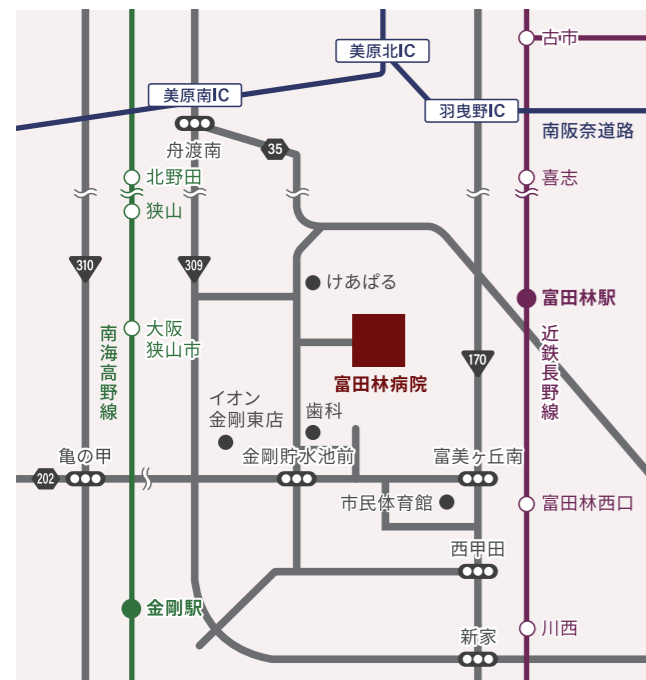 古市
美原北IC
美原南IC
羽曳野IC
南阪奈道路
舟渡南
35
北野田
喜志
狭山
310
309
けあぱる
富田林駅
大阪
狭山市
南海高野線
近鉄長野線
170
富田林病院
イオン
金剛東店
歯科
亀の甲
金剛貯水池前
富美ヶ丘南
202
市民体育館
富田林西口
西甲田
金剛駅
川西
新家